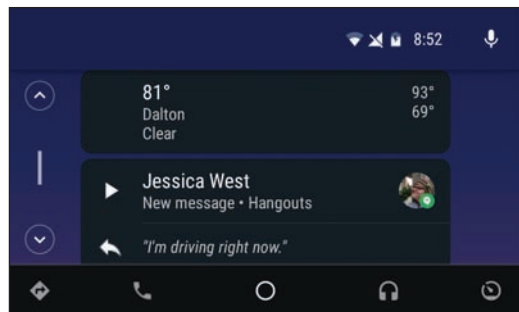 8:52
81° 93°
Dalton 69°
Clear
Jessica West
New message • Hangouts
"I'm driving right now."